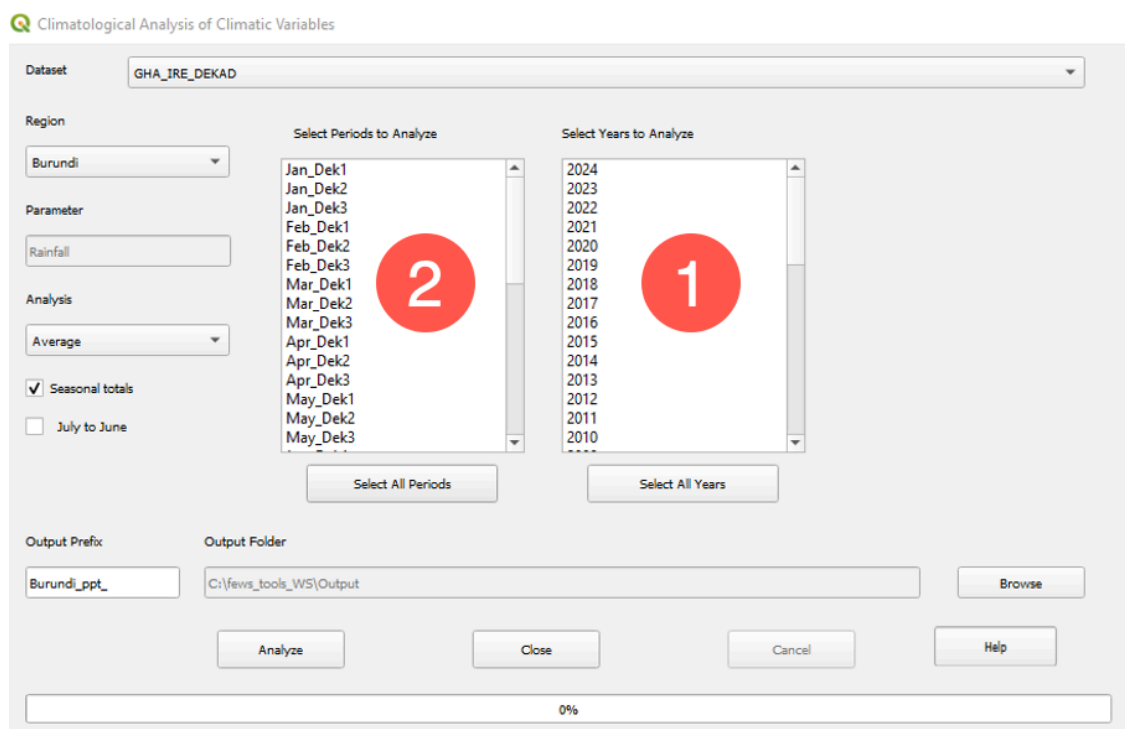 Climatological Analysis of Climatic Variables
Dataset
GHA_IRE_DEKAD
Region
Burundi
Parameter
Rainfall
Analysis
Average
Seasonal totals
July to June
Select Periods to Analyze
Jan_Dek1
Jan_Dek2
Jan_Dek3
Feb_Dek1
Feb_Dek2
Feb_Dek3
Mar_Dek1
Mar_Dek2
Mar_Dek3
Apr_Dek1
Apr_Dek2
Apr_Dek3
May_Dek1
May_Dek2
May_Dek3
2
Select All Periods
Select Years to Analyze
2024
2023
2022
2021
2020
2019
2018
2017
2016
2015
2014
2013
2012
2011
2010
1
Select All Years
Output Prefix
Burundi_ppt_
Output Folder
C:\fews_tools_WS\Output
Browse
Analyze
Close
Cancel
Help
0%